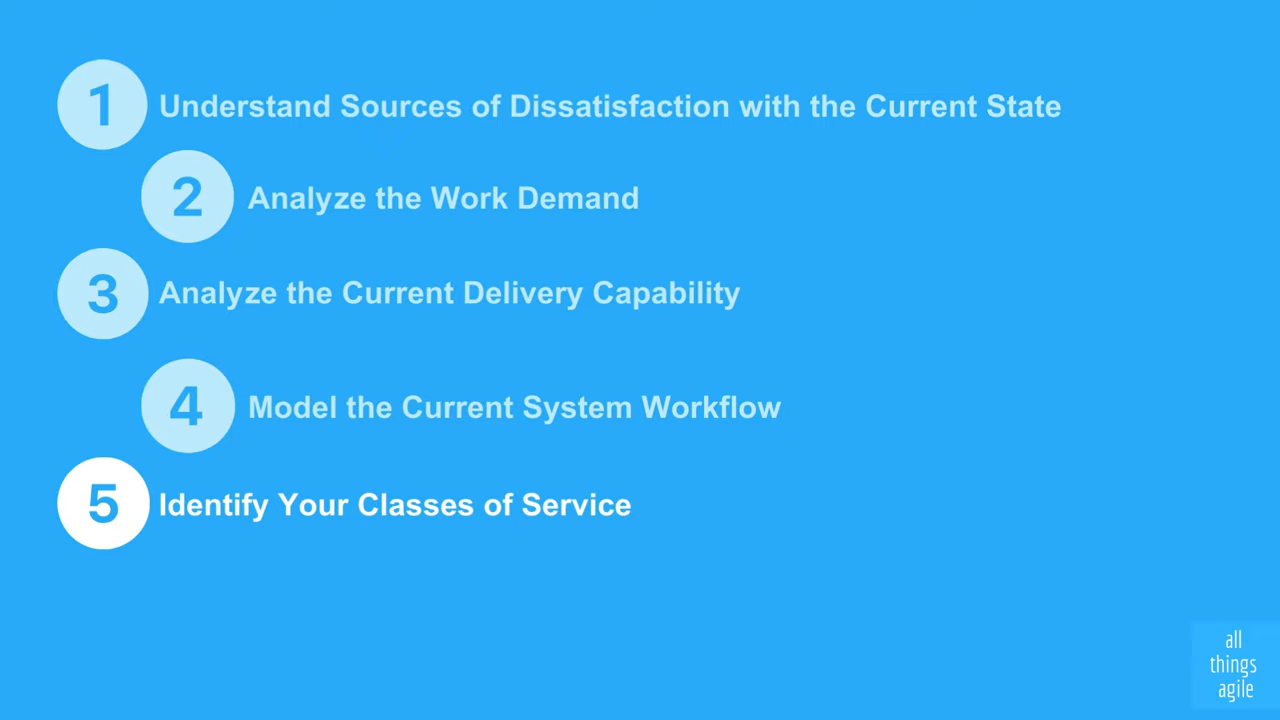 1 Understand Sources of Dissatisfaction with the Current State
2 Analyze the Work Demand
3 Analyze the Current Delivery Capability
4 Model the Current System Workflow
5 Identify Your Classes of Service
all
things
agile